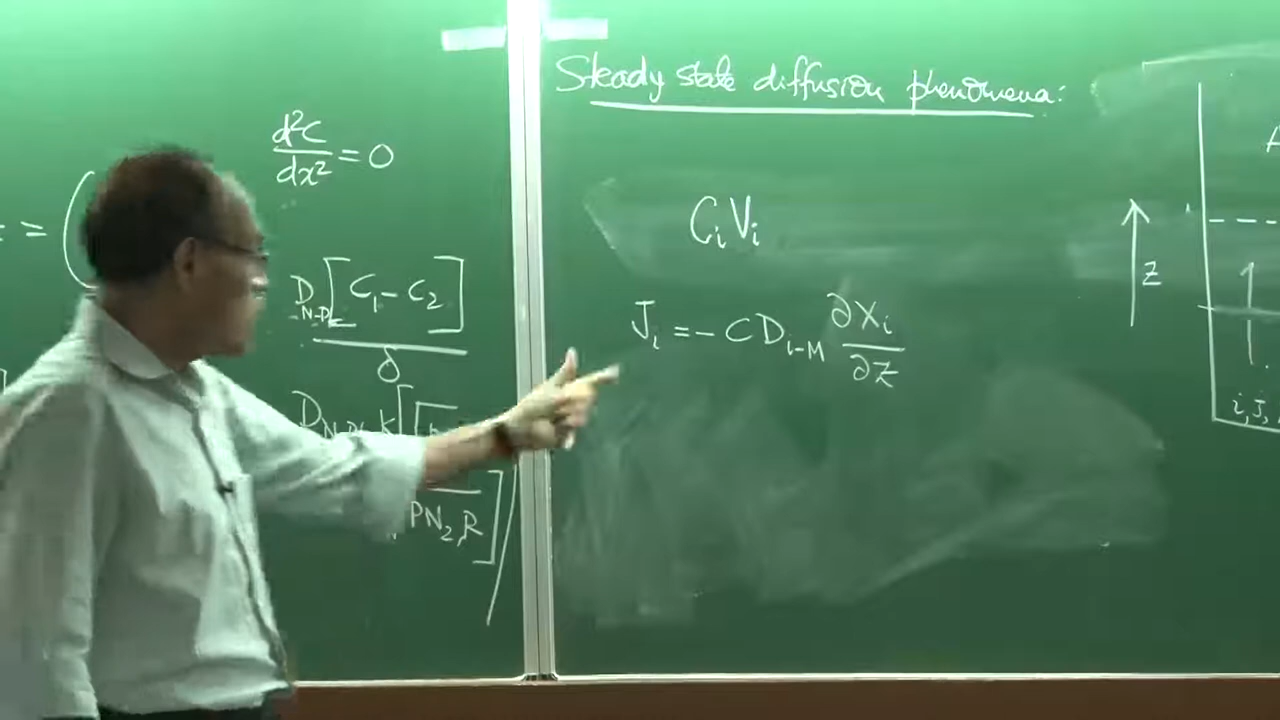 d²C/dx² = 0
D_N-D [C₁ - C₂]
δ
PN₂,R]
Steady state diffusion phenomena:
CᵢVᵢ
Jᵢ = - C Dᵢ₋M ∂Xᵢ/∂Z
Z
i, J,